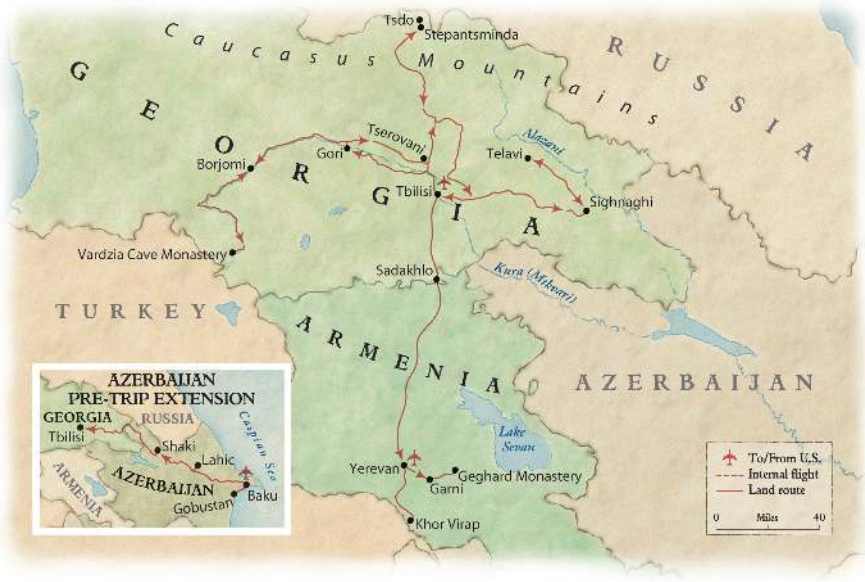 Tsdo
Stepantsminda
Caucasus Mountains
RUSSIA
GEORGIA
Alazani
Tserovani
Gori
Telavi
Borjomi
Tbilisi
Sighnaghi
Vardzia Cave Monastery
Sadakhlo
Kura (Mtkvari)
TURKEY
ARMENIA
AZERBAIJAN
Lake
Sevan
Yerevan
Geghard Monastery
Garni
Khor Virap
AZERBAIJAN
PRE-TRIP EXTENSION
GEORGIA
RUSSIA
Tbilisi
Caspian Sea
Shaki
Lahic
ARMENIA
AZERBAIJAN
Baku
Gobustan
To/From U.S.
Internal flight
Land route
0 Miles 40